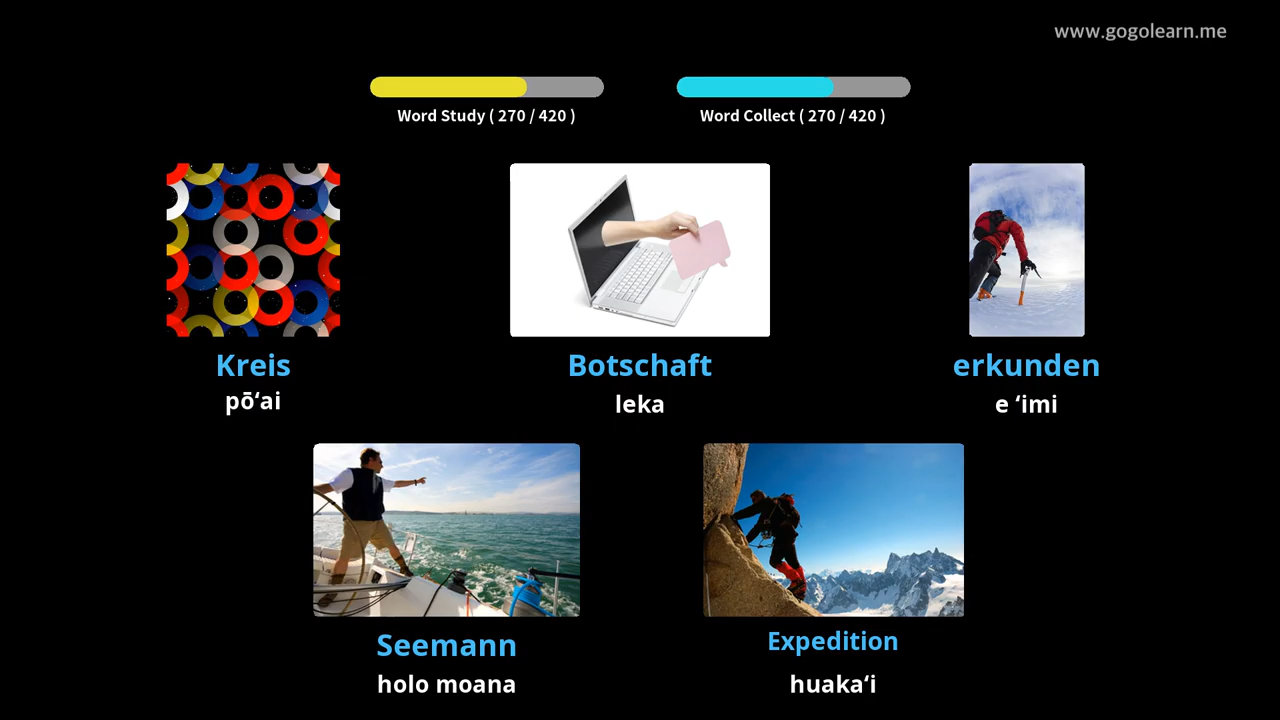 www.gogolearn.me
Word Study ( 270 / 420 )
Word Collect ( 270 / 420 )
Kreis
pōʻai
Botschaft
leka
erkunden
e ʻimi
Seemann
holo moana
Expedition
huakaʻi